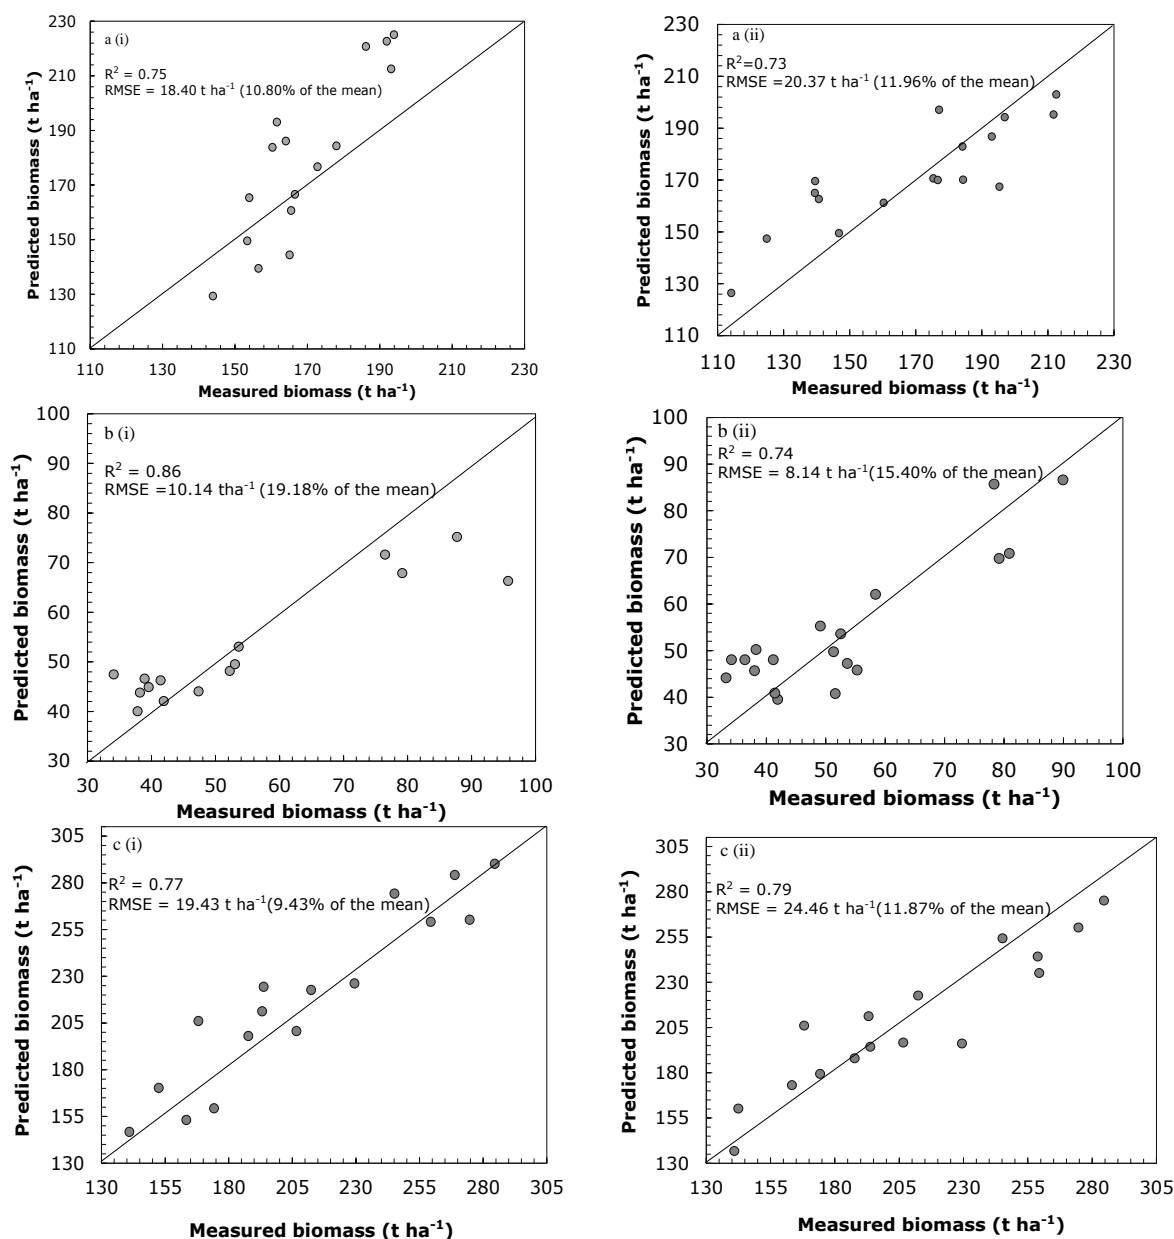 a (i)
R² = 0.75
RMSE = 18.40 t ha⁻¹ (10.80% of the mean)
Predicted biomass (t ha⁻¹)
230
210
190
170
150
130
110
110 130 150 170 190 210 230
Measured biomass (t ha⁻¹)
a (ii)
R²=0.73
RMSE =20.37 t ha⁻¹ (11.96% of the mean)
Predicted biomass (t ha⁻¹)
230
210
190
170
150
130
110
110 130 150 170 190 210 230
Measured biomass (t ha⁻¹)
b (i)
R² = 0.86
RMSE =10.14 tha⁻¹ (19.18% of the mean)
Predicted biomass (t ha⁻¹)
100
90
80
70
60
50
40
30
30 40 50 60 70 80 90 100
Measured biomass (t ha⁻¹)
b (ii)
R² = 0.74
RMSE = 8.14 t ha⁻¹(15.40% of the mean)
Predicted biomass (t ha⁻¹)
100
90
80
70
60
50
40
30
30 40 50 60 70 80 90 100
Measured biomass (t ha⁻¹)
c (i)
R² = 0.77
RMSE = 19.43 t ha⁻¹(9.43% of the mean)
Predicted biomass (t ha⁻¹)
305
280
255
230
205
180
155
130
130 155 180 205 230 255 280 305
Measured biomass (t ha⁻¹)
c (ii)
R² = 0.79
RMSE = 24.46 t ha⁻¹(11.87% of the mean)
Predicted biomass (t ha⁻¹)
305
280
255
230
205
180
155
130
130 155 180 205 230 255 280 305
Measured biomass (t ha⁻¹)